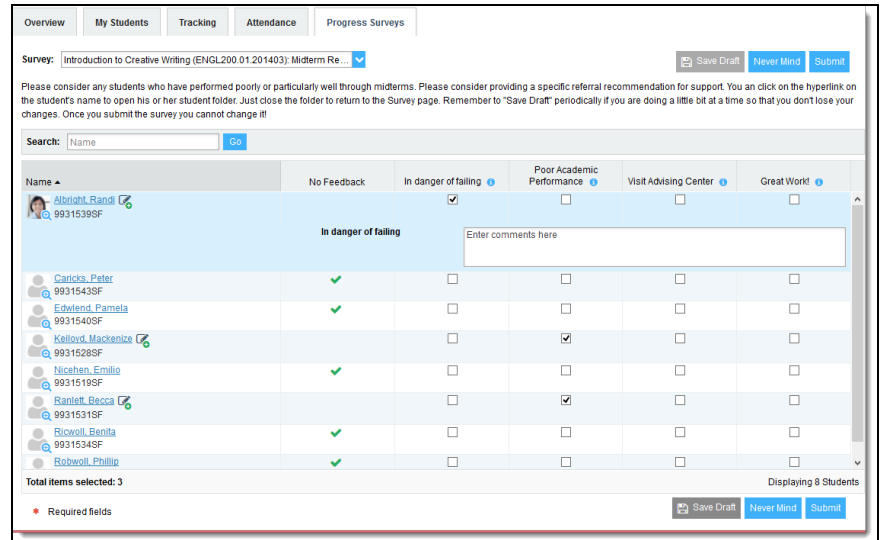 Overview My Students Tracking Attendance Progress Surveys
Survey: Introduction to Creative Writing (ENGL200.01.201403): Midterm Re... Save Draft Never Mind Submit
Please consider any students who have performed poorly or particularly well through midterms. Please consider providing a specific referral recommendation for support. You an click on the hyperlink on
the student's name to open his or her student folder. Just close the folder to return to the Survey page. Remember to "Save Draft" periodically if you are doing a little bit at a time so that you don't lose your
changes. Once you submit the survey you cannot change it!
Search: Name Go
Name No Feedback In danger of failing Poor Academic Performance Visit Advising Center Great Work!
Albright, Randi
9931539SF
In danger of failing Enter comments here
Caricks, Peter
9931543SF
Edwlend, Pamela
9931540SF
Kelloyd, Mackenize
9931528SF
Nicehen, Emilio
9931519SF
Ranlett, Becca
9931531SF
Ricwoll, Benita
9931534SF
Robwoll, Phillip
Total items selected: 3 Displaying 8 Students
* Required fields Save Draft Never Mind Submit